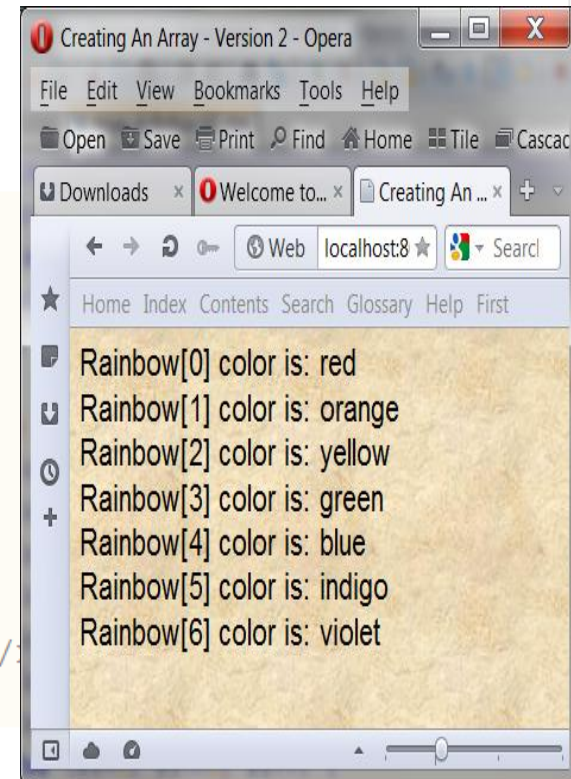 Creating An Array - Version 2 - Opera
File Edit View Bookmarks Tools Help
Open Save Print Find Home Tile Cascac
Downloads Welcome to... Creating An ...
Web localhost:8 Searcl
Home Index Contents Search Glossary Help First
Rainbow[0] color is: red
Rainbow[1] color is: orange
Rainbow[2] color is: yellow
Rainbow[3] color is: green
Rainbow[4] color is: blue
Rainbow[5] color is: indigo
Rainbow[6] color is: violet